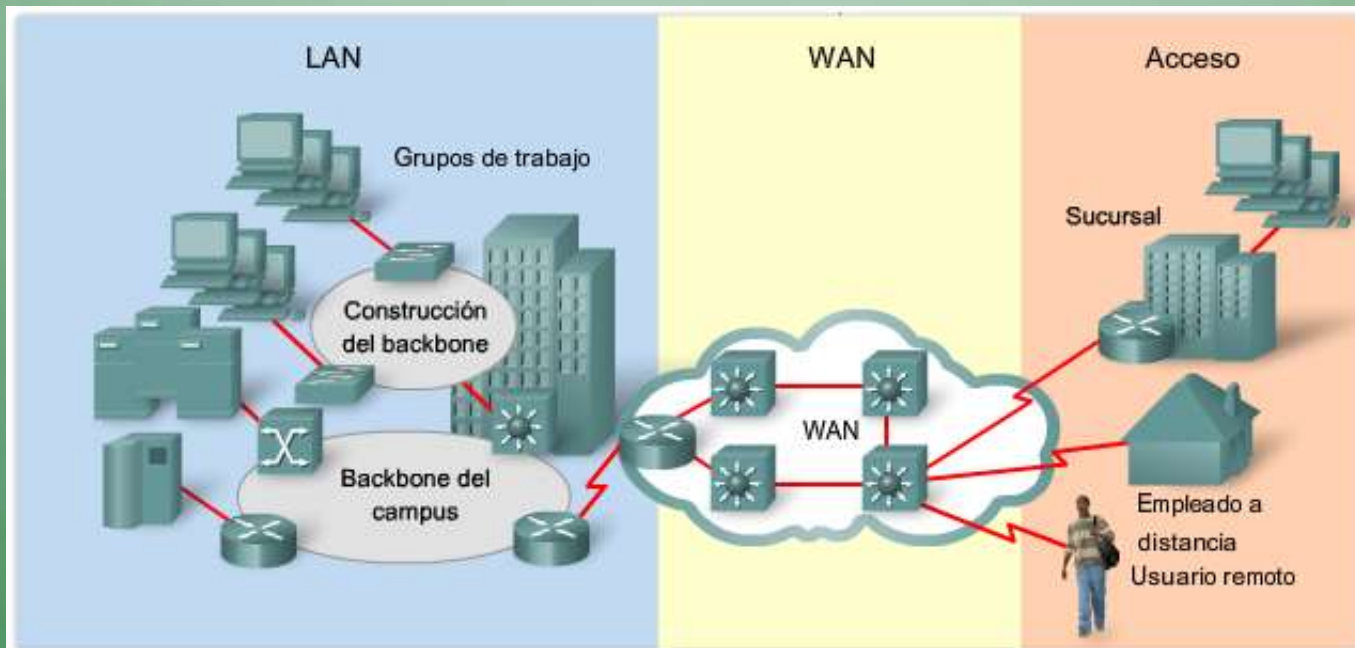 LAN
WAN
Acceso
Grupos de trabajo
Sucursal
Construcción
del backbone
WAN
Backbone del
campus
Empleado a
distancia
Usuario remoto